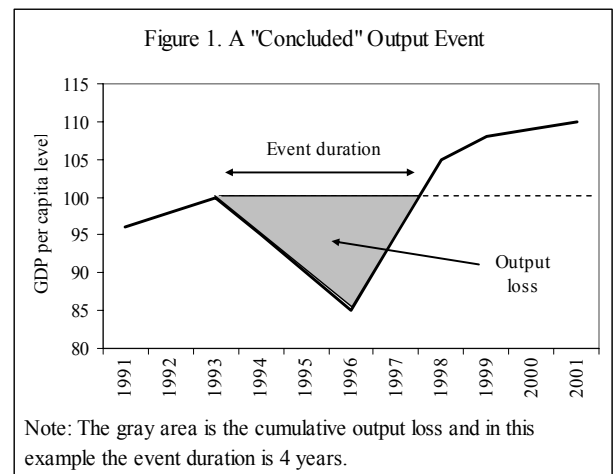 Figure 1. A "Concluded" Output Event
GDP per capita level
115
110
105
100
95
90
85
80
Event duration
Output
loss
1991
1992
1993
1994
1995
1996
1997
1998
1999
2000
2001
Note: The gray area is the cumulative output loss and in this
example the event duration is 4 years.